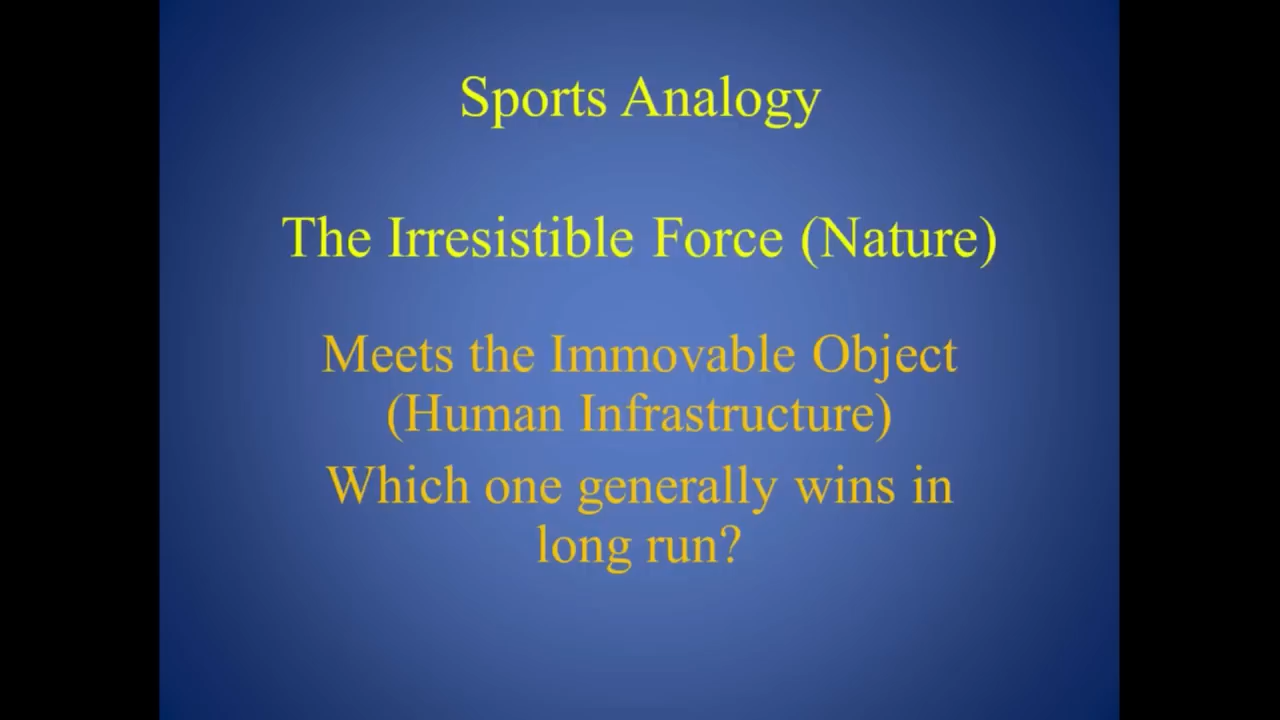 Sports Analogy
The Irresistible Force (Nature)
Meets the Immovable Object
(Human Infrastructure)
Which one generally wins in
long run?